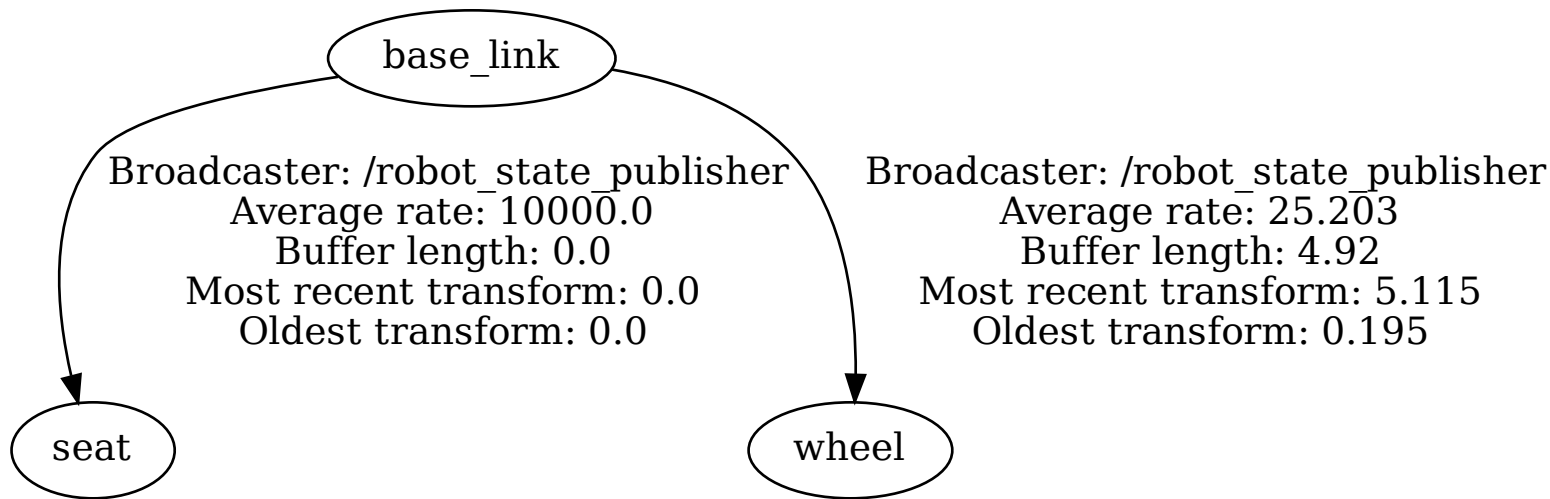 base_link
Broadcaster: /robot_state_publisher
Average rate: 10000.0
Buffer length: 0.0
Most recent transform: 0.0
Oldest transform: 0.0
Broadcaster: /robot_state_publisher
Average rate: 25.203
Buffer length: 4.92
Most recent transform: 5.115
Oldest transform: 0.195
seat
wheel